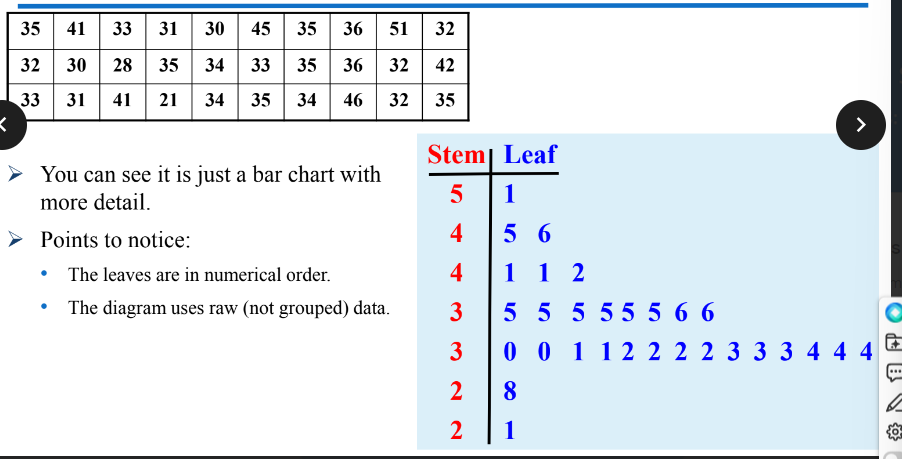 35 41 33 31 30 45 35 36 51 32
32 30 28 35 34 33 35 36 32 42
33 31 41 21 34 35 34 46 32 35
You can see it is just a bar chart with
more detail.
Points to notice:
The leaves are in numerical order.
The diagram uses raw (not grouped) data.
Stem Leaf
5 1
4 5 6
4 1 1 2
3 5 5 5 5 5 5 6 6
3 0 0 1 1 2 2 2 2 3 3 3 4 4 4
2 8
2 1